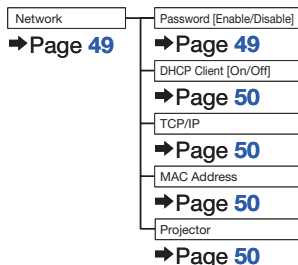 Network
➡Page 49
Password [Enable/Disable]
➡Page 49
DHCP Client [On/Off]
➡Page 50
TCP/IP
➡Page 50
MAC Address
➡Page 50
Projector
➡Page 50